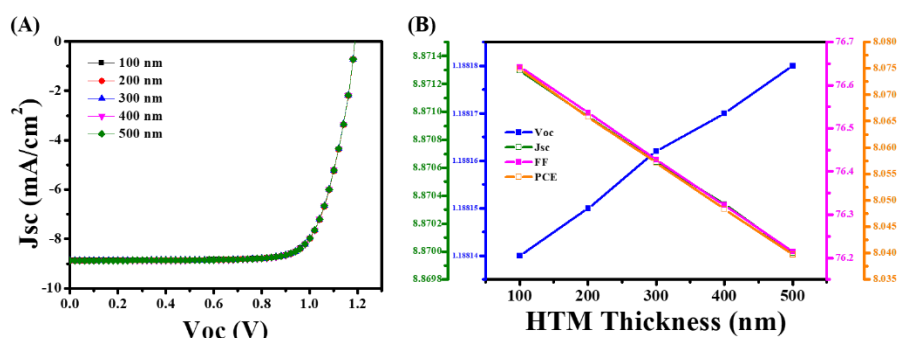 (A)
0
-2
-4
-6
-8
-10
Jsc (mA/cm²)
100 nm
200 nm
300 nm
400 nm
500 nm
0.0 0.2 0.4 0.6 0.8 1.0 1.2
Voc (V)
(B)
8.8714
8.8712
8.8710
8.8708
8.8706
8.8704
8.8702
8.8700
8.8698
1.18818
1.18817
1.18816
1.18815
1.18814
Voc
Jsc
FF
PCE
76.7
76.6
76.5
76.4
76.3
76.2
8.080
8.075
8.070
8.065
8.060
8.055
8.050
8.045
8.040
8.035
100 200 300 400 500
HTM Thickness (nm)